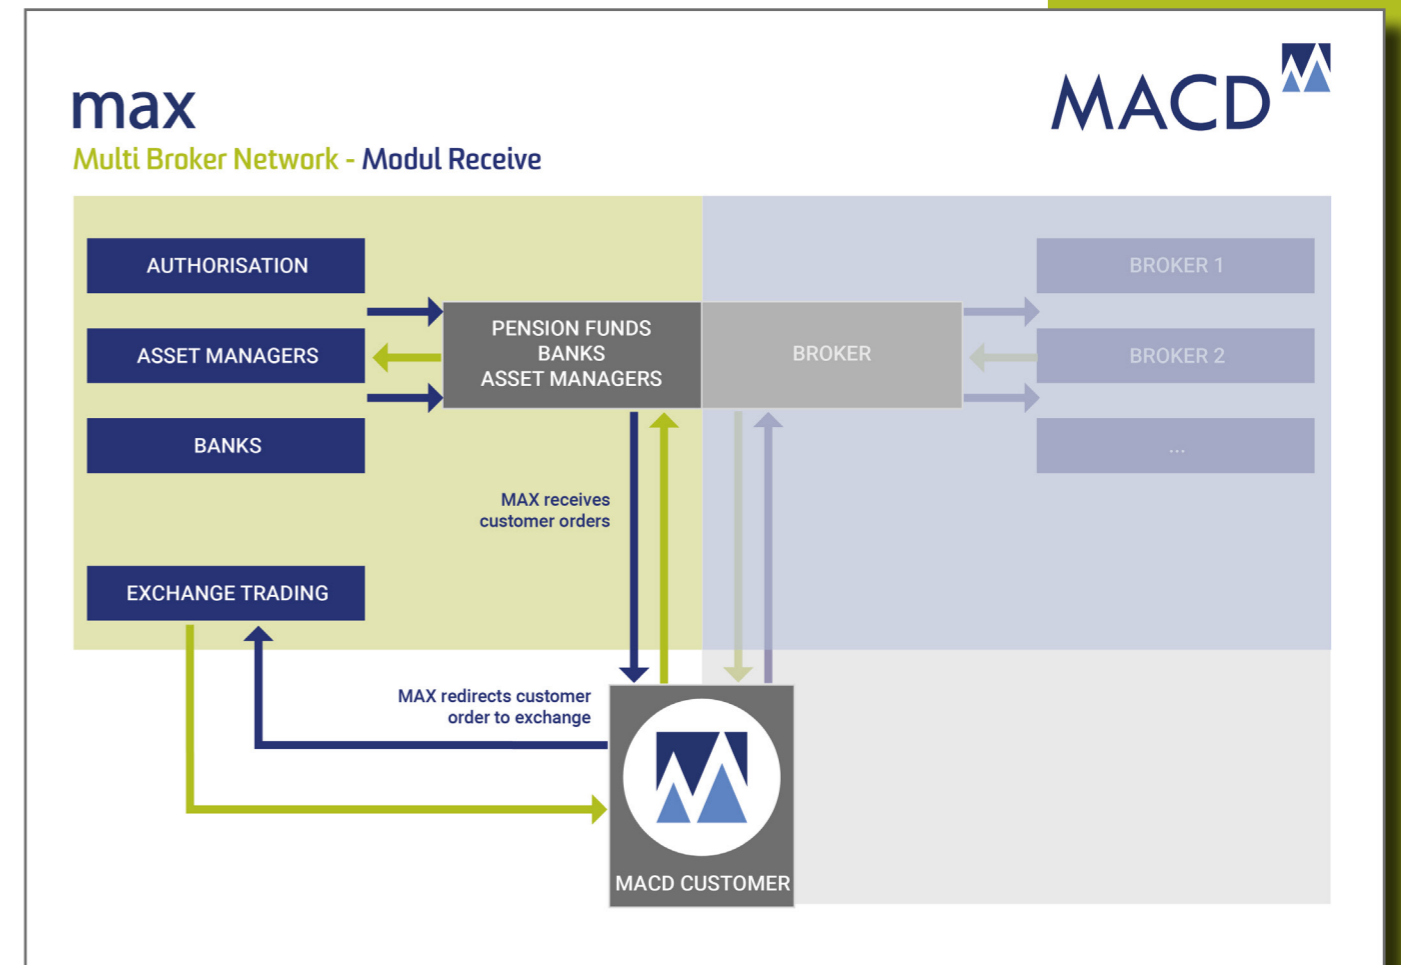 max
MACD
Multi Broker Network - Modul Receive
AUTHORISATION
ASSET MANAGERS
BANKS
PENSION FUNDS
BANKS
ASSET MANAGERS
BROKER
BROKER 1
BROKER 2
...
MAX receives
customer orders
EXCHANGE TRADING
MAX redirects customer
order to exchange
MACD CUSTOMER